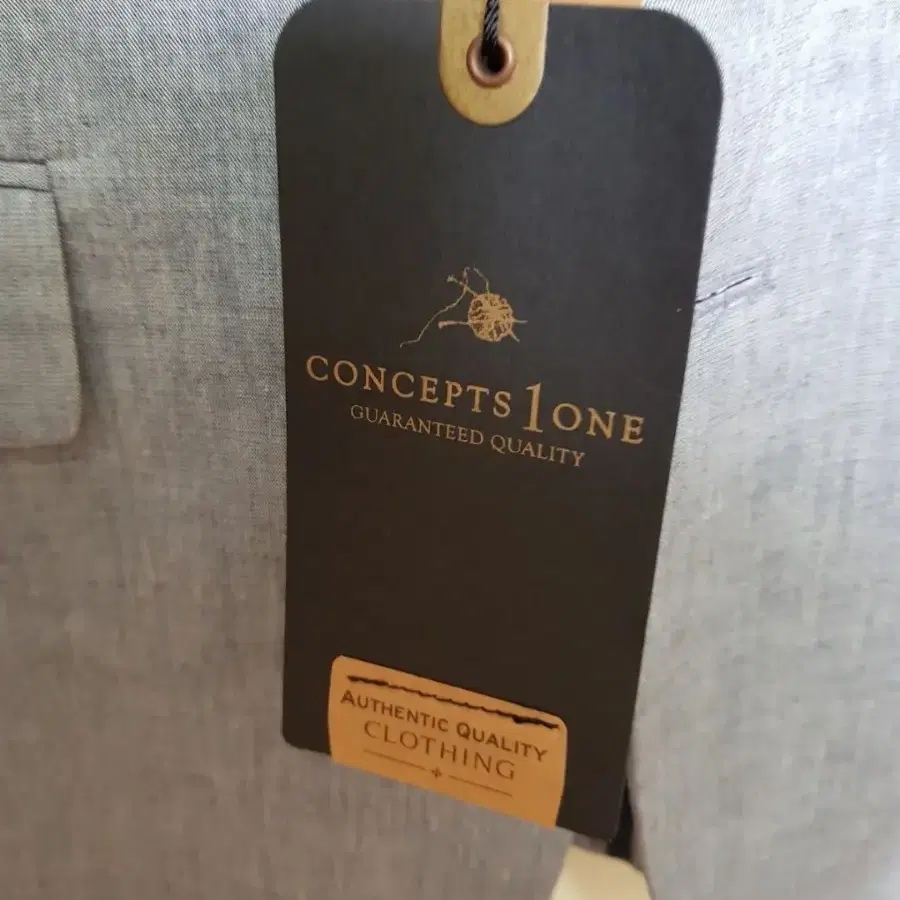 CONCEPTS 1 ONE
GUARANTEED QUALITY
AUTHENTIC QUALITY
CLOTHING